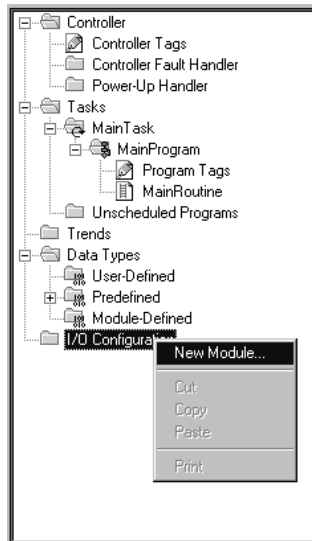 Controller
Controller Tags
Controller Fault Handler
Power-Up Handler
Tasks
MainTask
MainProgram
Program Tags
MainRoutine
Unscheduled Programs
Trends
Data Types
User-Defined
Predefined
Module-Defined
I/O Configuration
New Module...
Cut
Copy
Paste
Print